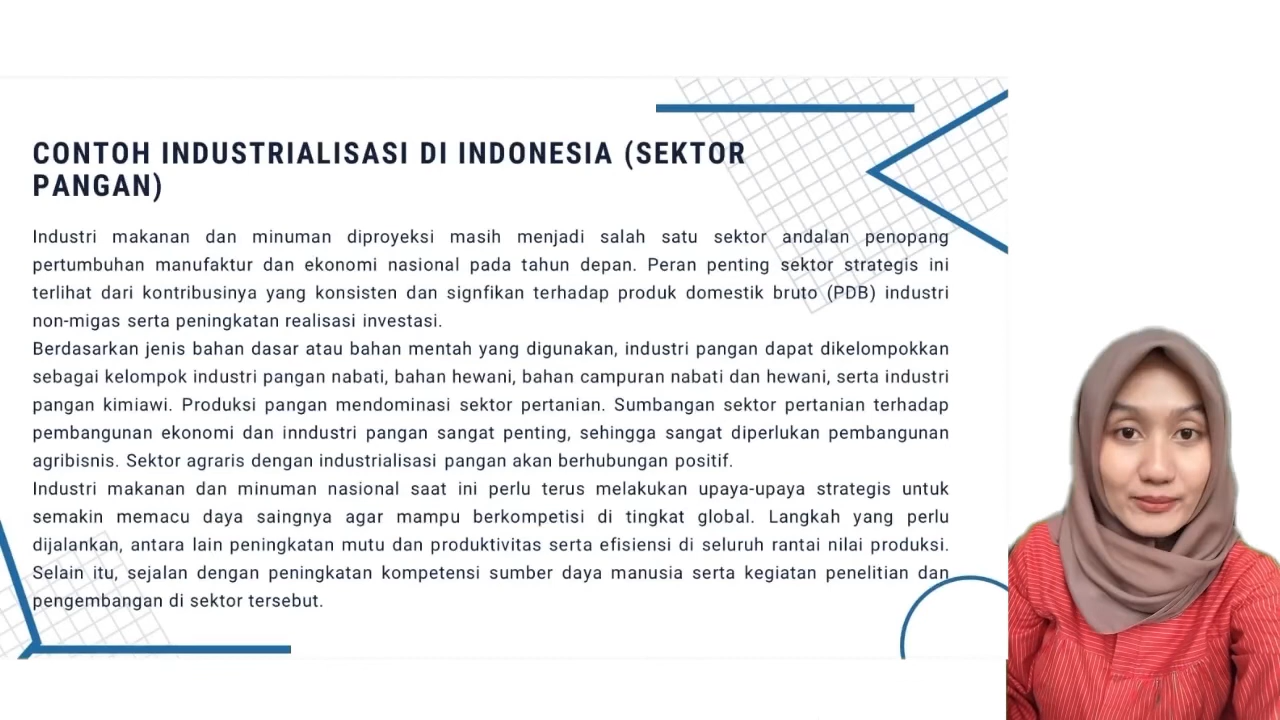 CONTOH INDUSTRIALISASI DI INDONESIA (SEKTOR
PANGAN)
Industri makanan dan minuman diproyeksi masih menjadi salah satu sektor andalan penopang
pertumbuhan manufaktur dan ekonomi nasional pada tahun depan. Peran penting sektor strategis ini
terlihat dari kontribusinya yang konsisten dan signfikan terhadap produk domestik bruto (PDB) industri
non-migas serta peningkatan realisasi investasi.
Berdasarkan jenis bahan dasar atau bahan mentah yang digunakan, industri pangan dapat dikelompokkan
sebagai kelompok industri pangan nabati, bahan hewani, bahan campuran nabati dan hewani, serta industri
pangan kimiawi. Produksi pangan mendominasi sektor pertanian. Sumbangan sektor pertanian terhadap
pembangunan ekonomi dan inndustri pangan sangat penting, sehingga sangat diperlukan pembangunan
agribisnis. Sektor agraris dengan industrialisasi pangan akan berhubungan positif.
Industri makanan dan minuman nasional saat ini perlu terus melakukan upaya-upaya strategis untuk
semakin memacu daya saingnya agar mampu berkompetisi di tingkat global. Langkah yang perlu
dijalankan, antara lain peningkatan mutu dan produktivitas serta efisiensi di seluruh rantai nilai produksi.
Selain itu, sejalan dengan peningkatan kompetensi sumber daya manusia serta kegiatan penelitian dan
pengembangan di sektor tersebut.